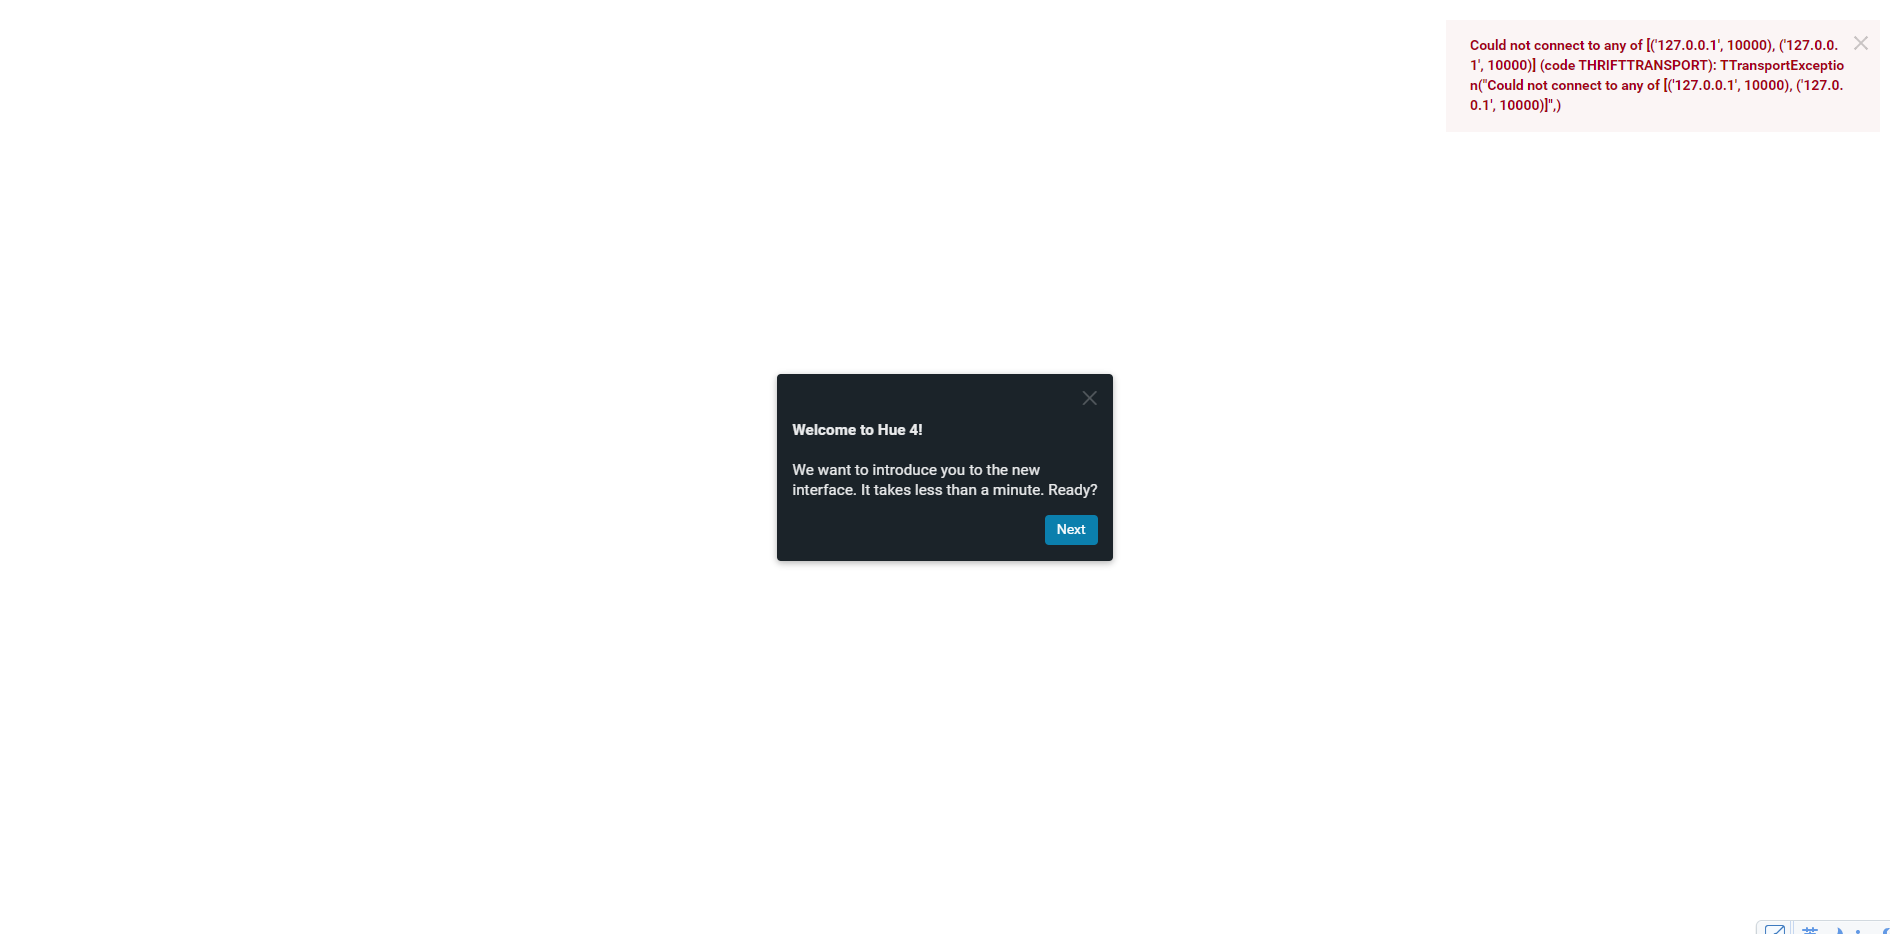 Could not connect to any of [('127.0.0.1', 10000), ('127.0.0.
1', 10000)] (code THRIFTTRANSPORT): TTransportExceptio
n("Could not connect to any of [('127.0.0.1', 10000), ('127.0.
0.1', 10000)]",)
Welcome to Hue 4!
We want to introduce you to the new
interface. It takes less than a minute. Ready?
Next